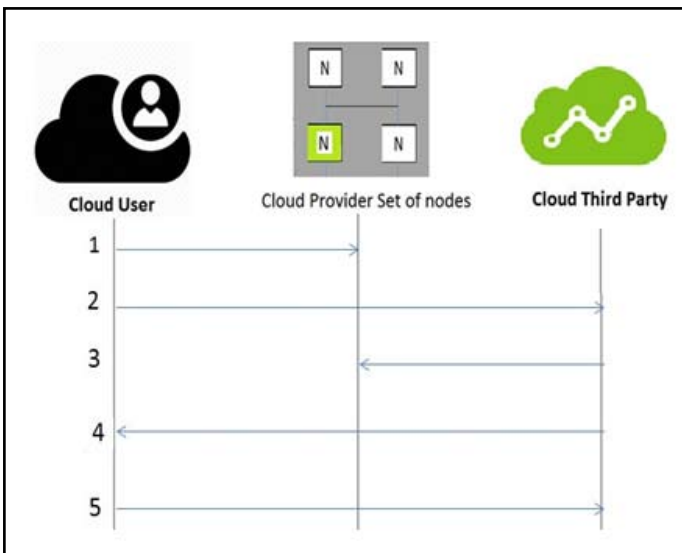 N N
N N
Cloud User
Cloud Provider Set of nodes
Cloud Third Party
1
2
3
4
5